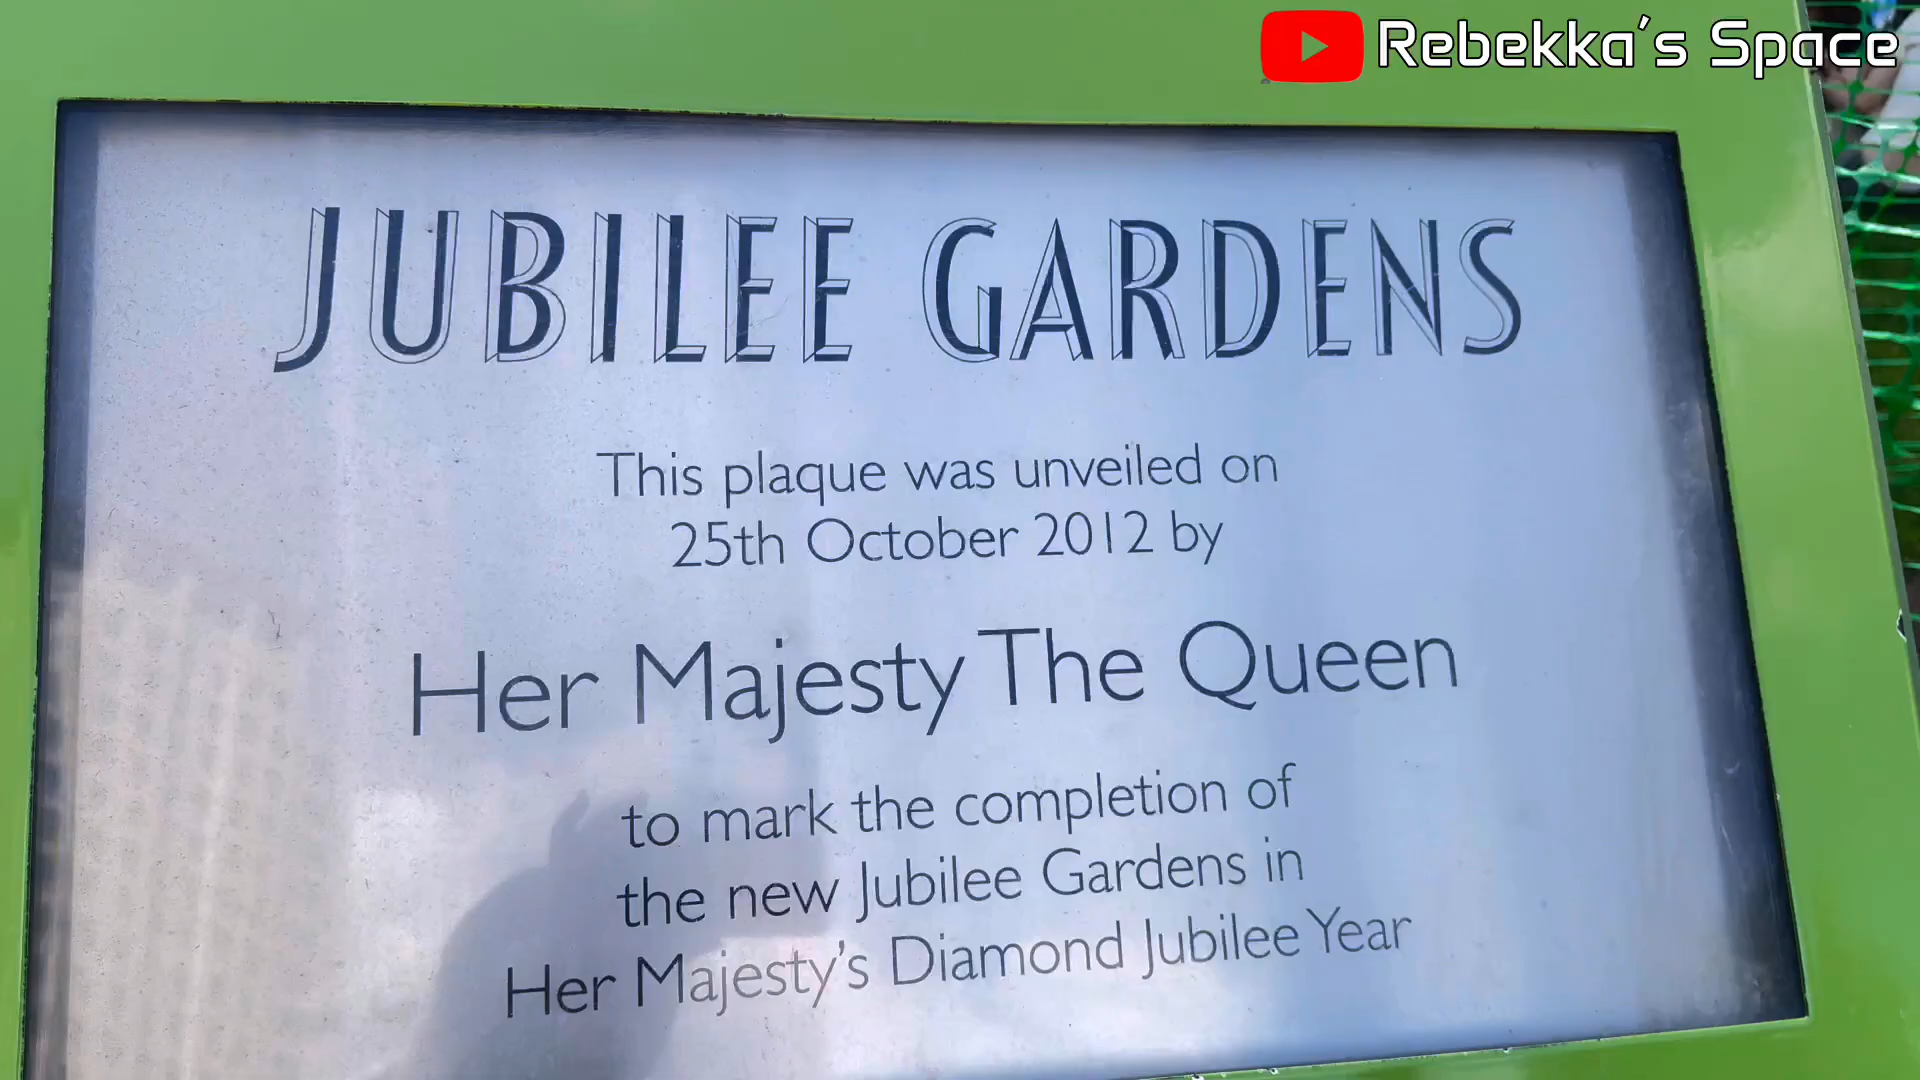 Rebekka's Space
JUBILEE GARDENS
This plaque was unveiled on
25th October 2012 by
Her Majesty The Queen
to mark the completion of
the new Jubilee Gardens in
Her Majesty's Diamond Jubilee Year